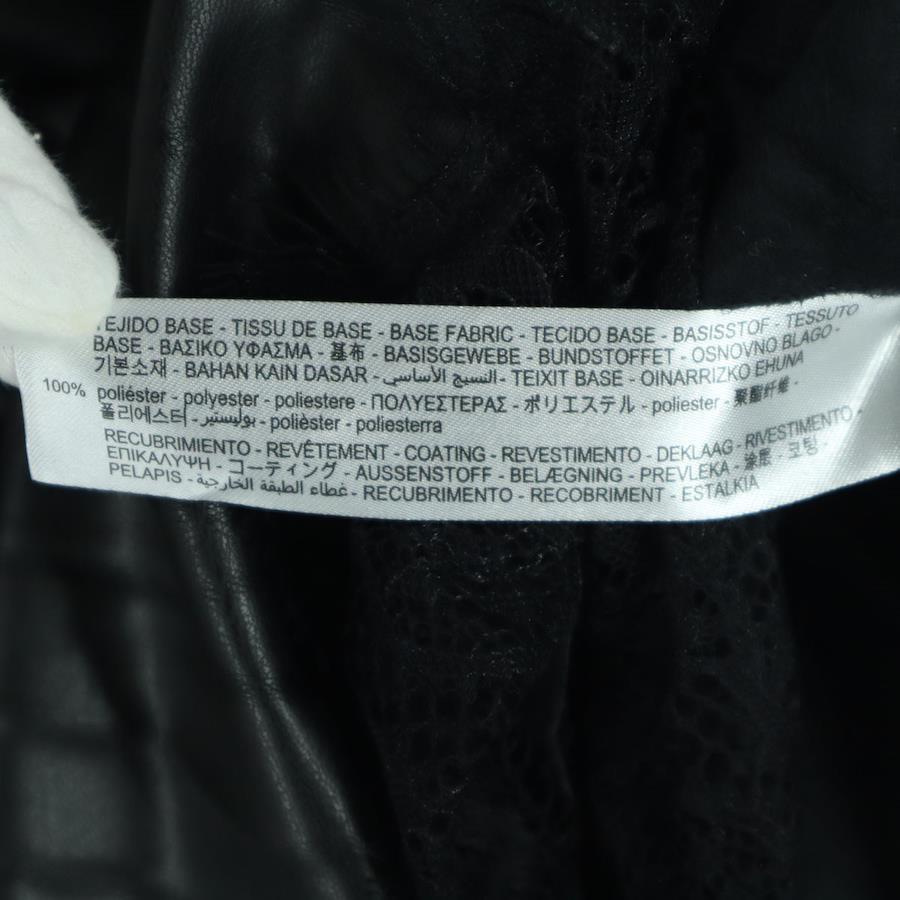 TEJIDO BASE - TISSU DE BASE - BASE FABRIC - TECIDO BASE - BASISSTOF - TESSUTO
BASE - ΒΑΣΙΚΟ ΥΦΑΣΜΑ - 基布 - BASISGEWEBE - BUNDSTOFFET - OSNOVNO BLAGO -
기본소재 - BAHAN KAIN DASAR - النسيج الأساسي - TEIXIT BASE - OINARRIZKO EHUNA
100% poliéster - polyester - poliestere - ΠΟΛΥΕΣΤΕΡΑΣ - ポリエステル - poliester - 聚酯纤维 -
폴리에스터 - بوليستير - polièster - poliesterra
RECUBRIMIENTO - REVÊTEMENT - COATING - REVESTIMENTO - DEKLAAG - RIVESTIMENTO -
ΕΠΙΚΑΛΥΨΗ - コーティング - AUSSENSTOFF - BELÆGNING - PREVLEKA - 涂层 - 코팅 -
PELAPIS - غطاء الطبقة الخارجية - RECUBRIMENTO - RECOBRIMENT - ESTALKIA